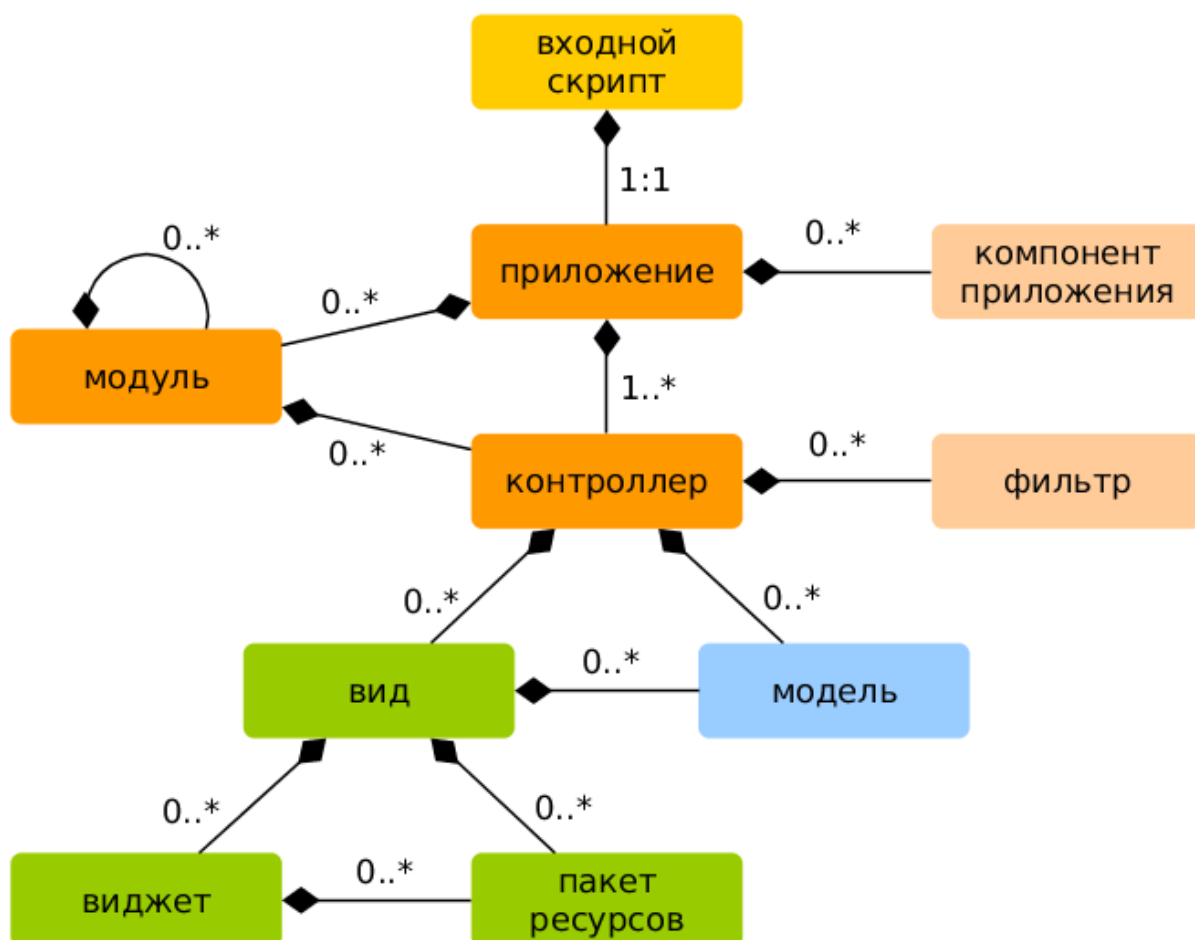 входной
скрипт
1:1
0..*
приложение
0..*
компонент
приложения
0..*
модуль
1..*
0..*
контроллер
0..*
фильтр
0..*
0..*
вид
0..*
модель
0..*
0..*
виджет
0..*
пакет
ресурсов